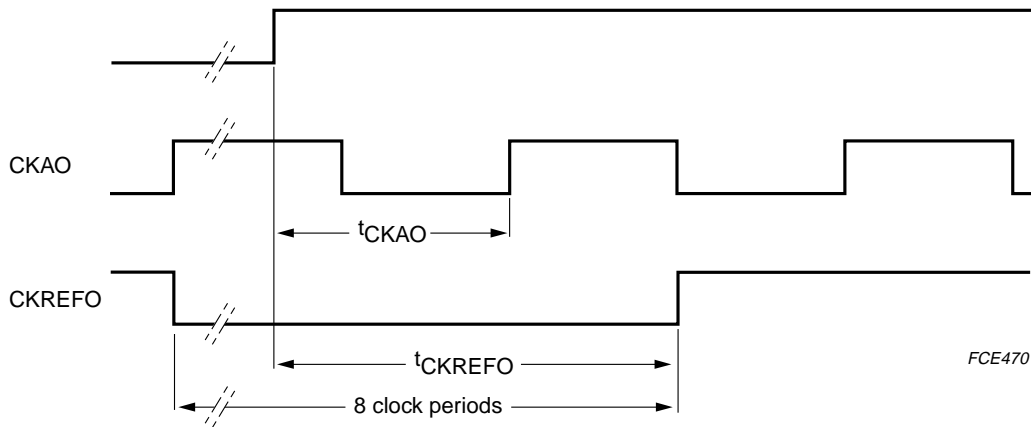 CKAO
tCKAO
CKREFO
tCKREFO
FCE470
8 clock periods